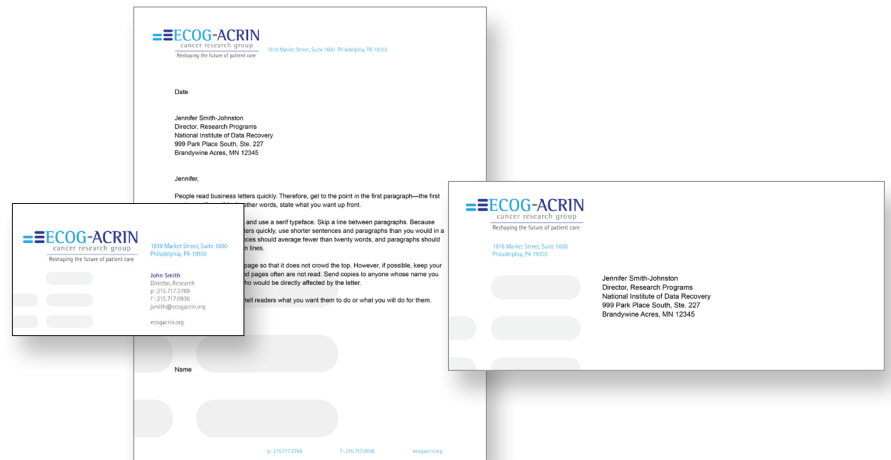 ECOG-ACRIN
cancer research group
Reshaping the future of patient care
1818 Market Street, Suite 1600 Philadelphia, PA 19103
Date
Jennifer Smith-Johnston
Director, Research Programs
National Institute of Data Recovery
999 Park Place South, Ste. 227
Brandywine Acres, MN 12345
Jennifer,
People read business letters quickly. Therefore, get to the point in the first paragraph—the first
other words, state what you want up front.
and use a serif typeface. Skip a line between paragraphs. Because
quickly, use shorter sentences and paragraphs than you would in a
should average fewer than twenty words, and paragraphs should
lines.
page so that it does not crowd the top. However, if possible, keep your
pages often are not read. Send copies to anyone whose name you
would be directly affected by the letter.
tell readers what you want them to do or what you will do for them.
Name
p: 215.717.2769 f: 215.717.0936 ecogacrin.org
ECOG-ACRIN
cancer research group
Reshaping the future of patient care
1818 Market Street, Suite 1600
Philadelphia, PA 19103
John Smith
Director, Research
p: 215.717.2769
f : 215.717.0936
jsmith@ecogacrin.org
ecogacrin.org
ECOG-ACRIN
cancer research group
Reshaping the future of patient care
1818 Market Street, Suite 1600
Philadelphia, PA 19103
Jennifer Smith-Johnston
Director, Research Programs
National Institute of Data Recovery
999 Park Place South, Ste. 227
Brandywine Acres, MN 12345